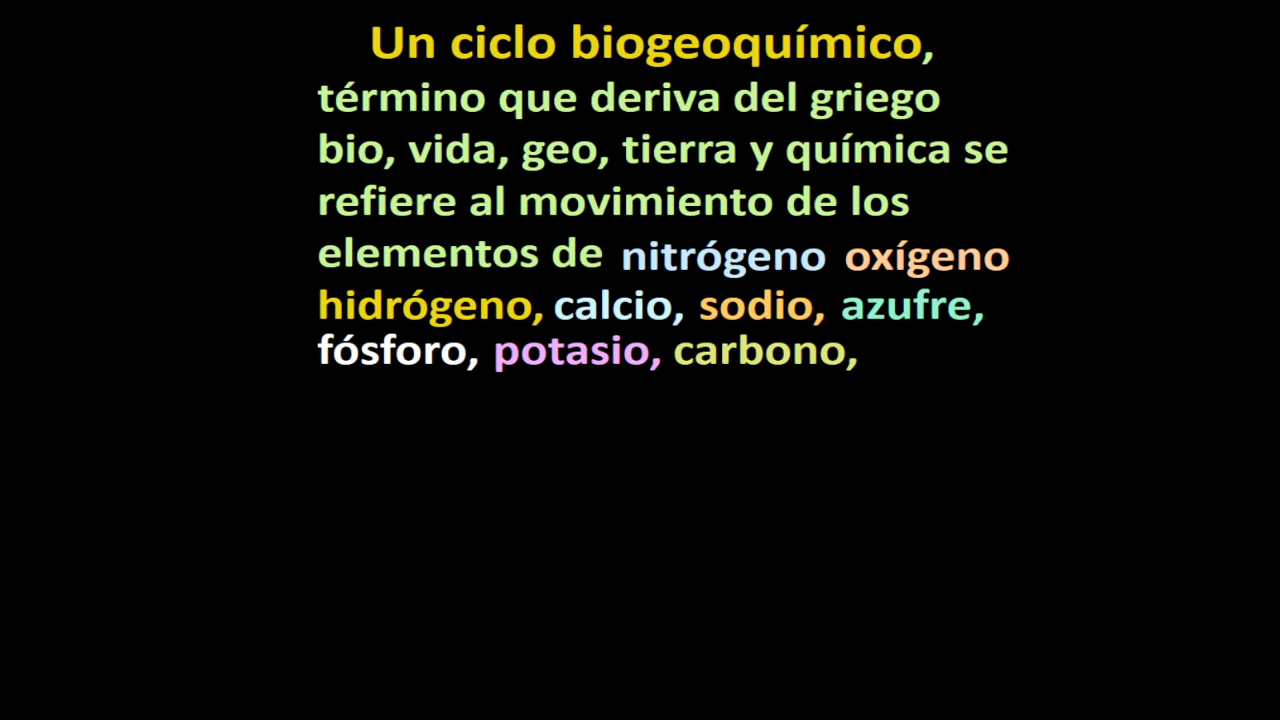 Un ciclo biogeoquímico,
término que deriva del griego
bio, vida, geo, tierra y química se
refiere al movimiento de los
elementos de nitrógeno oxígeno
hidrógeno, calcio, sodio, azufre,
fósforo, potasio, carbono,